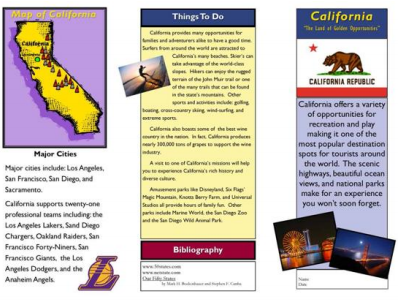 Map of California
California
Major Cities
Major cities include: Los Angeles,
San Francisco, San Diego, and
Sacramento.
California supports twenty-one
professional teams including: the
Los Angeles Lakers, Sand Diego
Chargers, Oakland Raiders, San
Francisco Forty-Niners, San
Francisco Giants, the Los
Angeles Dodgers, and the
Anaheim Angels.
Things To Do
California provides many opportunities for
families and adventurers alike to have a good time.
Surfers from around the world are attracted to
California's many beaches. Skier's can
take advantage of the world-class
slopes. Hikers can enjoy the rugged
terrain of the John Muir trail or one
of the many trails that can be found
in the state's mountains. Other
sports and activities include: golfing,
boating, cross-country skiing, wind-surfing, and
extreme sports.
California also boasts some of the best wine
country in the nation. In fact, California produces
nearly 300,000 tons of grapes to support the wine
industry.
A visit to one of California's missions will help
you to experience California's rich history and
diverse culture.
Amusement parks like Disneyland, Six Flags'
Magic Mountain, Knotts Berry Farm, and Universal
Studios all provide hours of family fun. Other
parks include Marine World, the San Diego Zoo
and the San Diego Wild Animal Park.
Bibliography
www.50states.com
www.netstate.com
Our Fifty States
by Mark H. Bockenhauer and Stephen F. Cunha
California
"The Land of Golden Opportunities"
CALIFORNIA REPUBLIC
California offers a variety
of opportunities for
recreation and play
making it one of the
most popular destination
spots for tourists around
the world. The scenic
highways, beautiful ocean
views, and national parks
make for an experience
you won't soon forget.
Name
Date